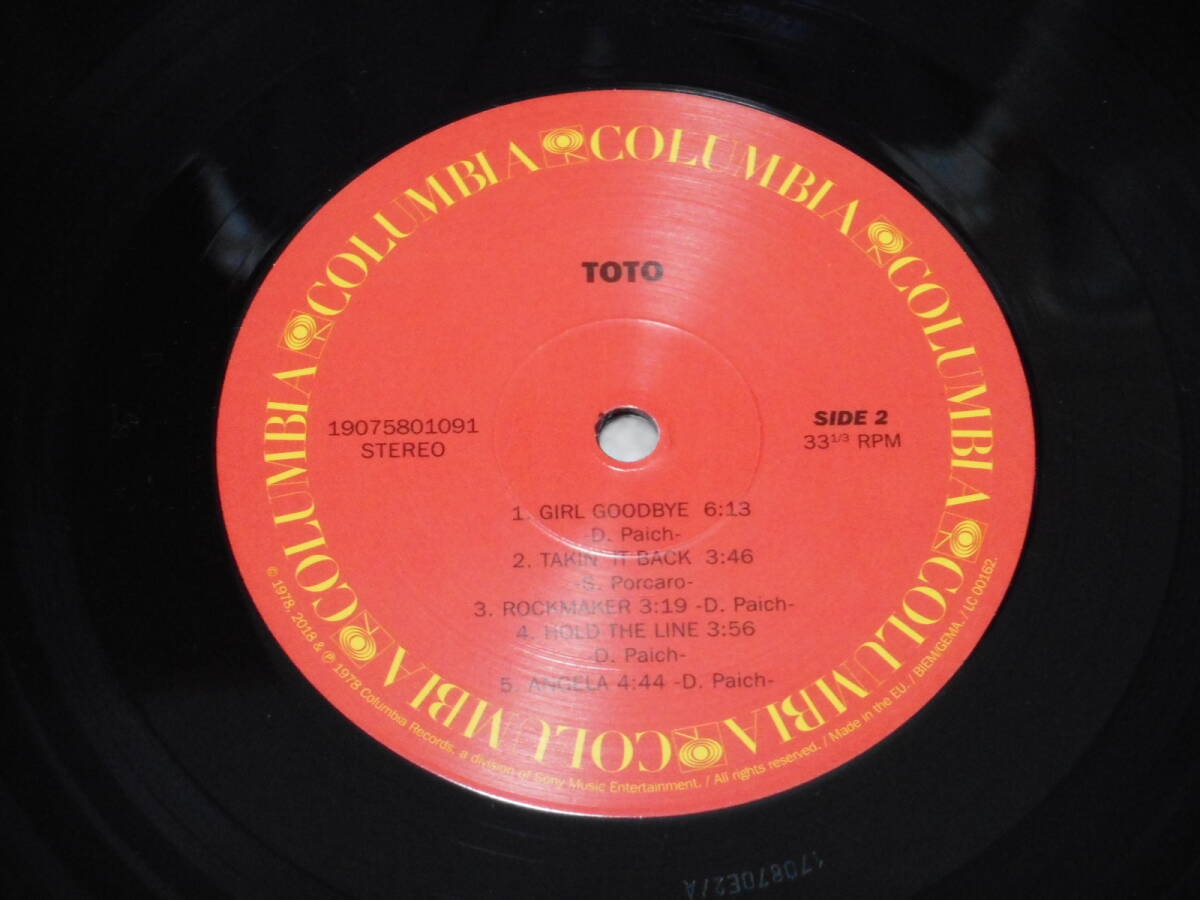 COLUMBIA COLUMBIA COLUMBIA COLUMBIA COLUMBIA COLUMBIA
TOTO
19075801091
STEREO
SIDE 2
33 1/3 RPM
1. GIRL GOODBYE 6:13
-D. Paich-
2. TAKIN' IT BACK 3:46
-S. Porcaro-
3. ROCKMAKER 3:19 -D. Paich-
4. HOLD THE LINE 3:56
-D. Paich-
5. ANGELA 4:44 -D. Paich-
© 1978, 2018 & ℗ 1978 Columbia Records, a division of Sony Music Entertainment. / All rights reserved. / Made in the EU. / BIEM/GEMA. / LC 00162.
170870E2/A